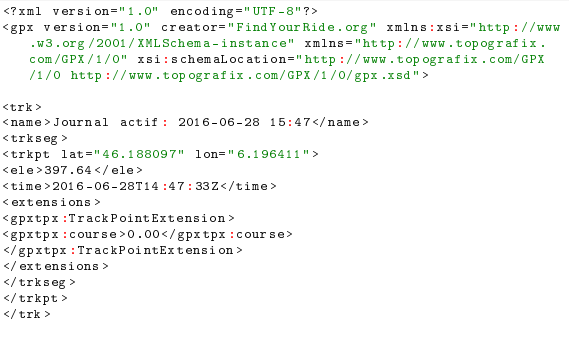 <?xml version="1.0" encoding="UTF-8"?>
<gpx version="1.0" creator="FindYourRide.org" xmlns:xsi="http://www
.w3.org/2001/XMLSchema-instance" xmlns="http://www.topografix.
com/GPX/1/0" xsi:schemaLocation="http://www.topografix.com/GPX
/1/0 http://www.topografix.com/GPX/1/0/gpx.xsd">
<trk>
<name>Journal actif: 2016-06-28 15:47</name>
<trkseg>
<trkpt lat="46.188097" lon="6.196411">
<ele>397.64</ele>
<time>2016-06-28T14:47:33Z</time>
<extensions>
<gpxtpx:TrackPointExtension>
<gpxtpx:course>0.00</gpxtpx:course>
</gpxtpx:TrackPointExtension>
</extensions>
</trkseg>
</trkpt>
</trk>